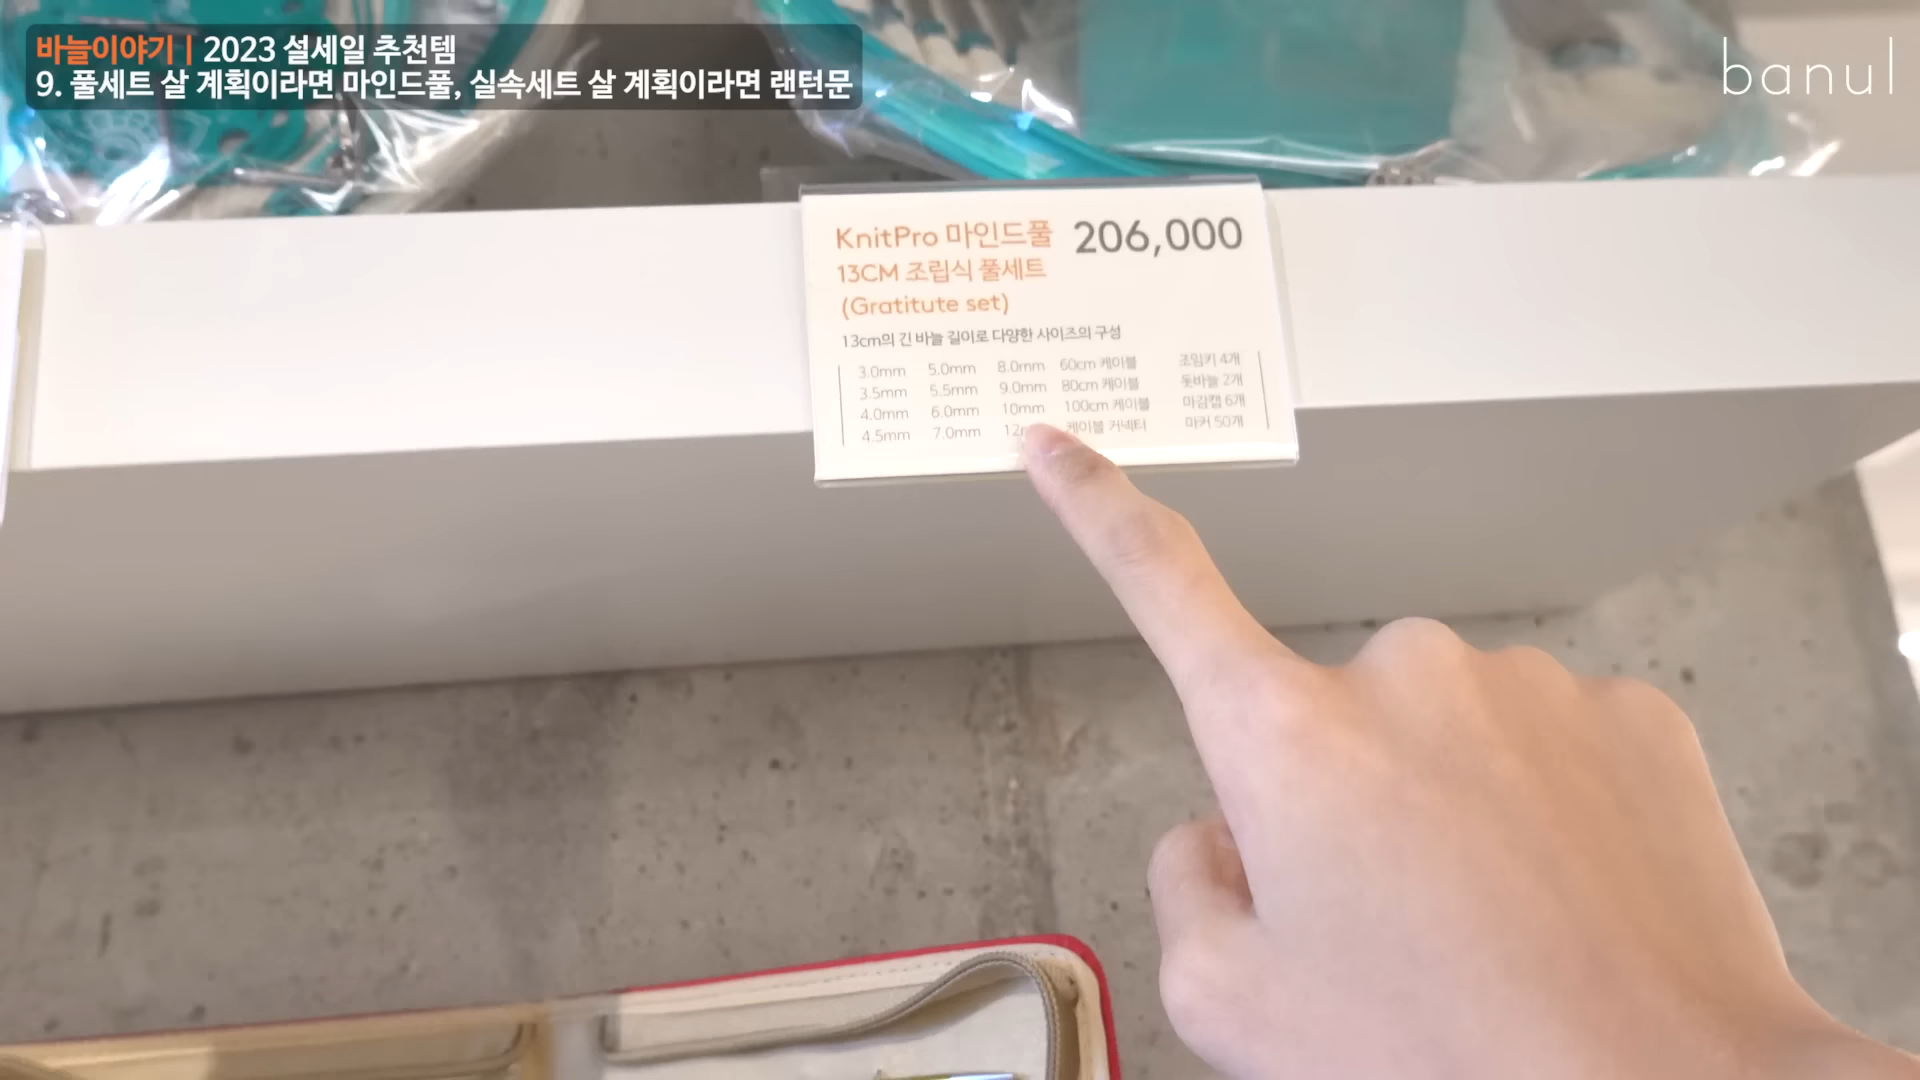 바늘이야기 | 2023 설세일 추천템
9. 풀세트 살 계획이라면 마인드풀, 실속세트 살 계획이라면 랜턴문
banul
KnitPro 마인드풀 206,000
13CM 조립식 풀세트
(Gratitute set)
13cm의 긴 바늘 길이로 다양한 사이즈의 구성
3.0mm 5.0mm 8.0mm 60cm 케이블 조임키 4개
3.5mm 5.5mm 9.0mm 80cm 케이블 돗바늘 2개
4.0mm 6.0mm 10mm 100cm 케이블 마감캡 6개
4.5mm 7.0mm 케이블 커넥터 마커 50개